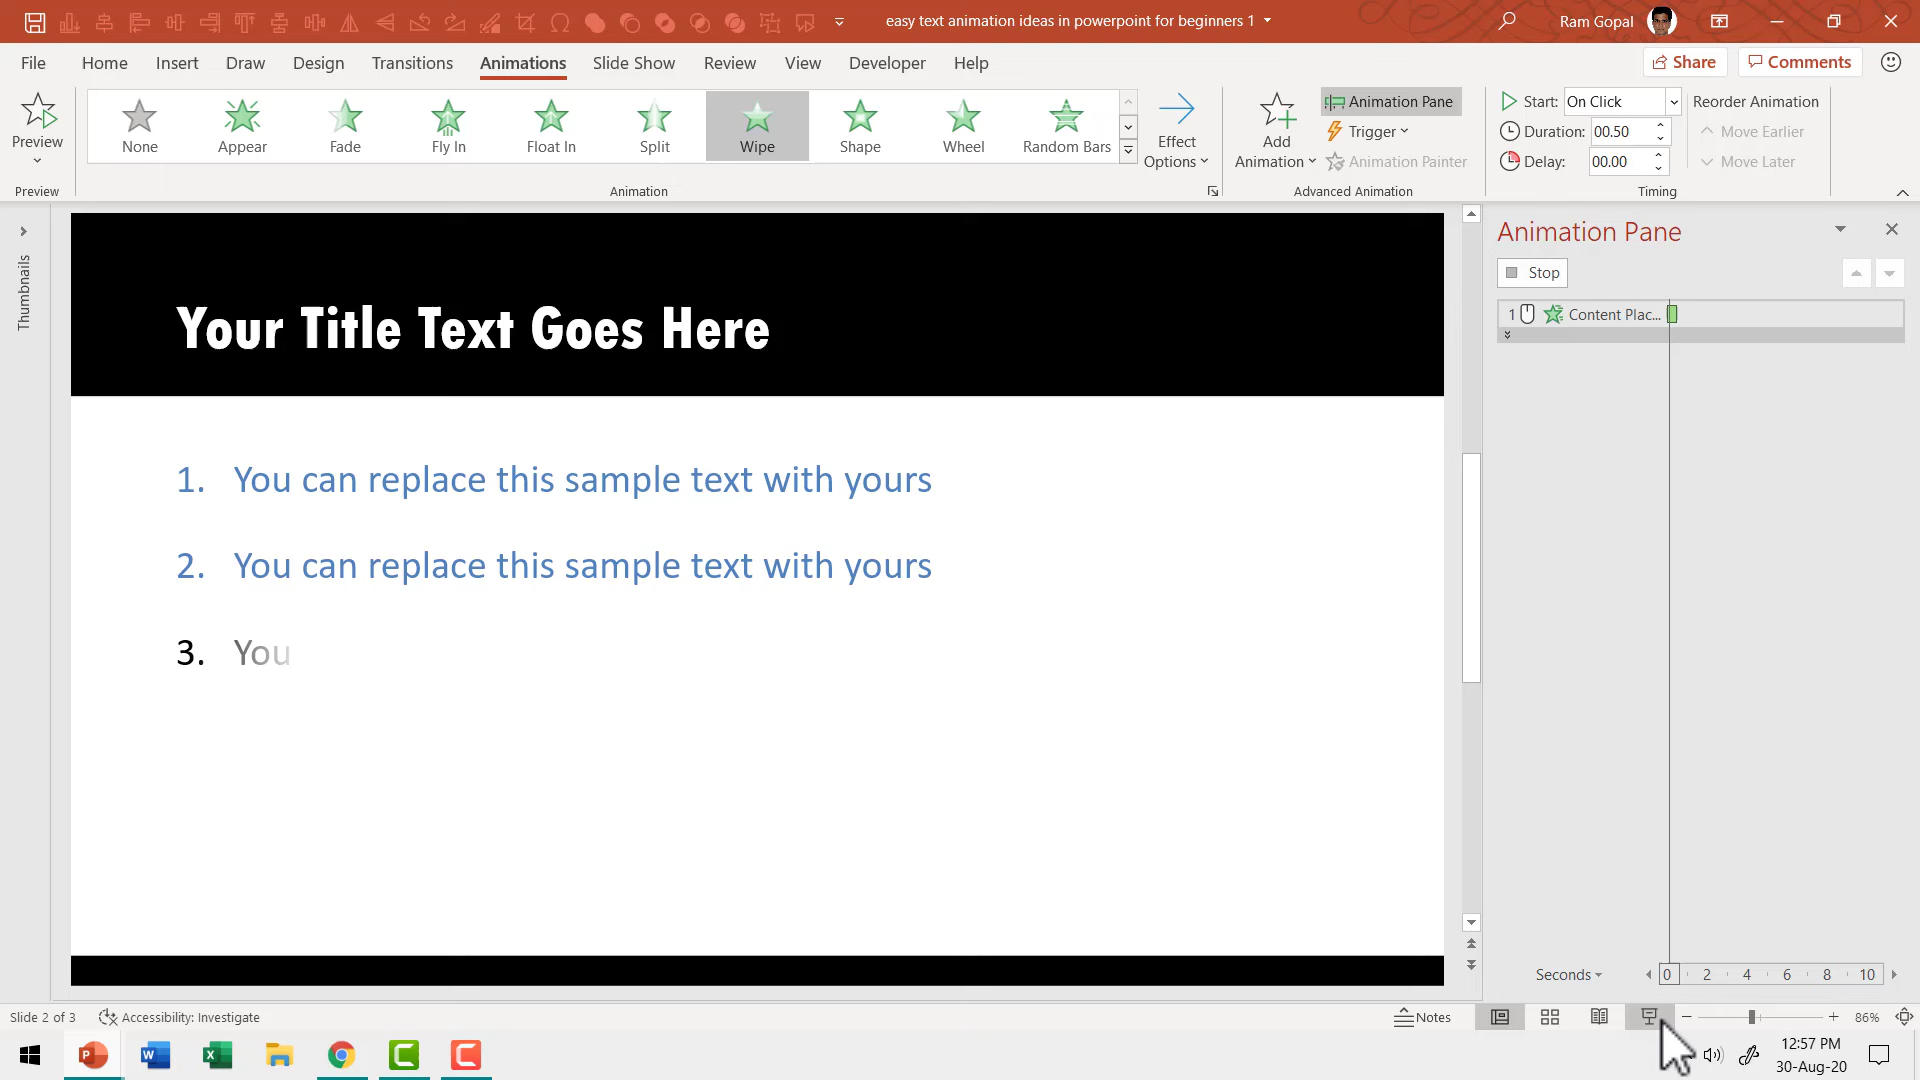 easy text animation ideas in powerpoint for beginners 1
Ram Gopal
File Home Insert Draw Design Transitions Animations Slide Show Review View Developer Help
Share
Comments
Preview
None Appear Fade Fly In Float In Split Wipe Shape Wheel Random Bars
Effect
Options
Add
Animation
Animation Pane
Trigger
Animation Painter
Start: On Click
Duration: 00.50
Delay: 00.00
Reorder Animation
Move Earlier
Move Later
Preview
Animation
Advanced Animation
Timing
Thumbnails
Your Title Text Goes Here
1. You can replace this sample text with yours
2. You can replace this sample text with yours
3. You
Animation Pane
Stop
1 Content Plac...
Seconds
0 2 4 6 8 10
Slide 2 of 3
Accessibility: Investigate
Notes
86%
12:57 PM
30-Aug-20